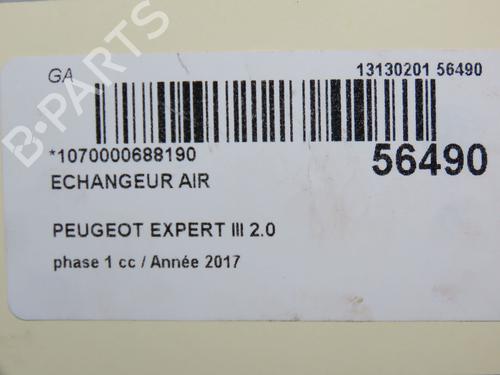 GA
13130201 56490
*1070000688190
56490
ECHANGEUR AIR
PEUGEOT EXPERT III 2.0
phase 1 cc / Année 2017
B-PARTS